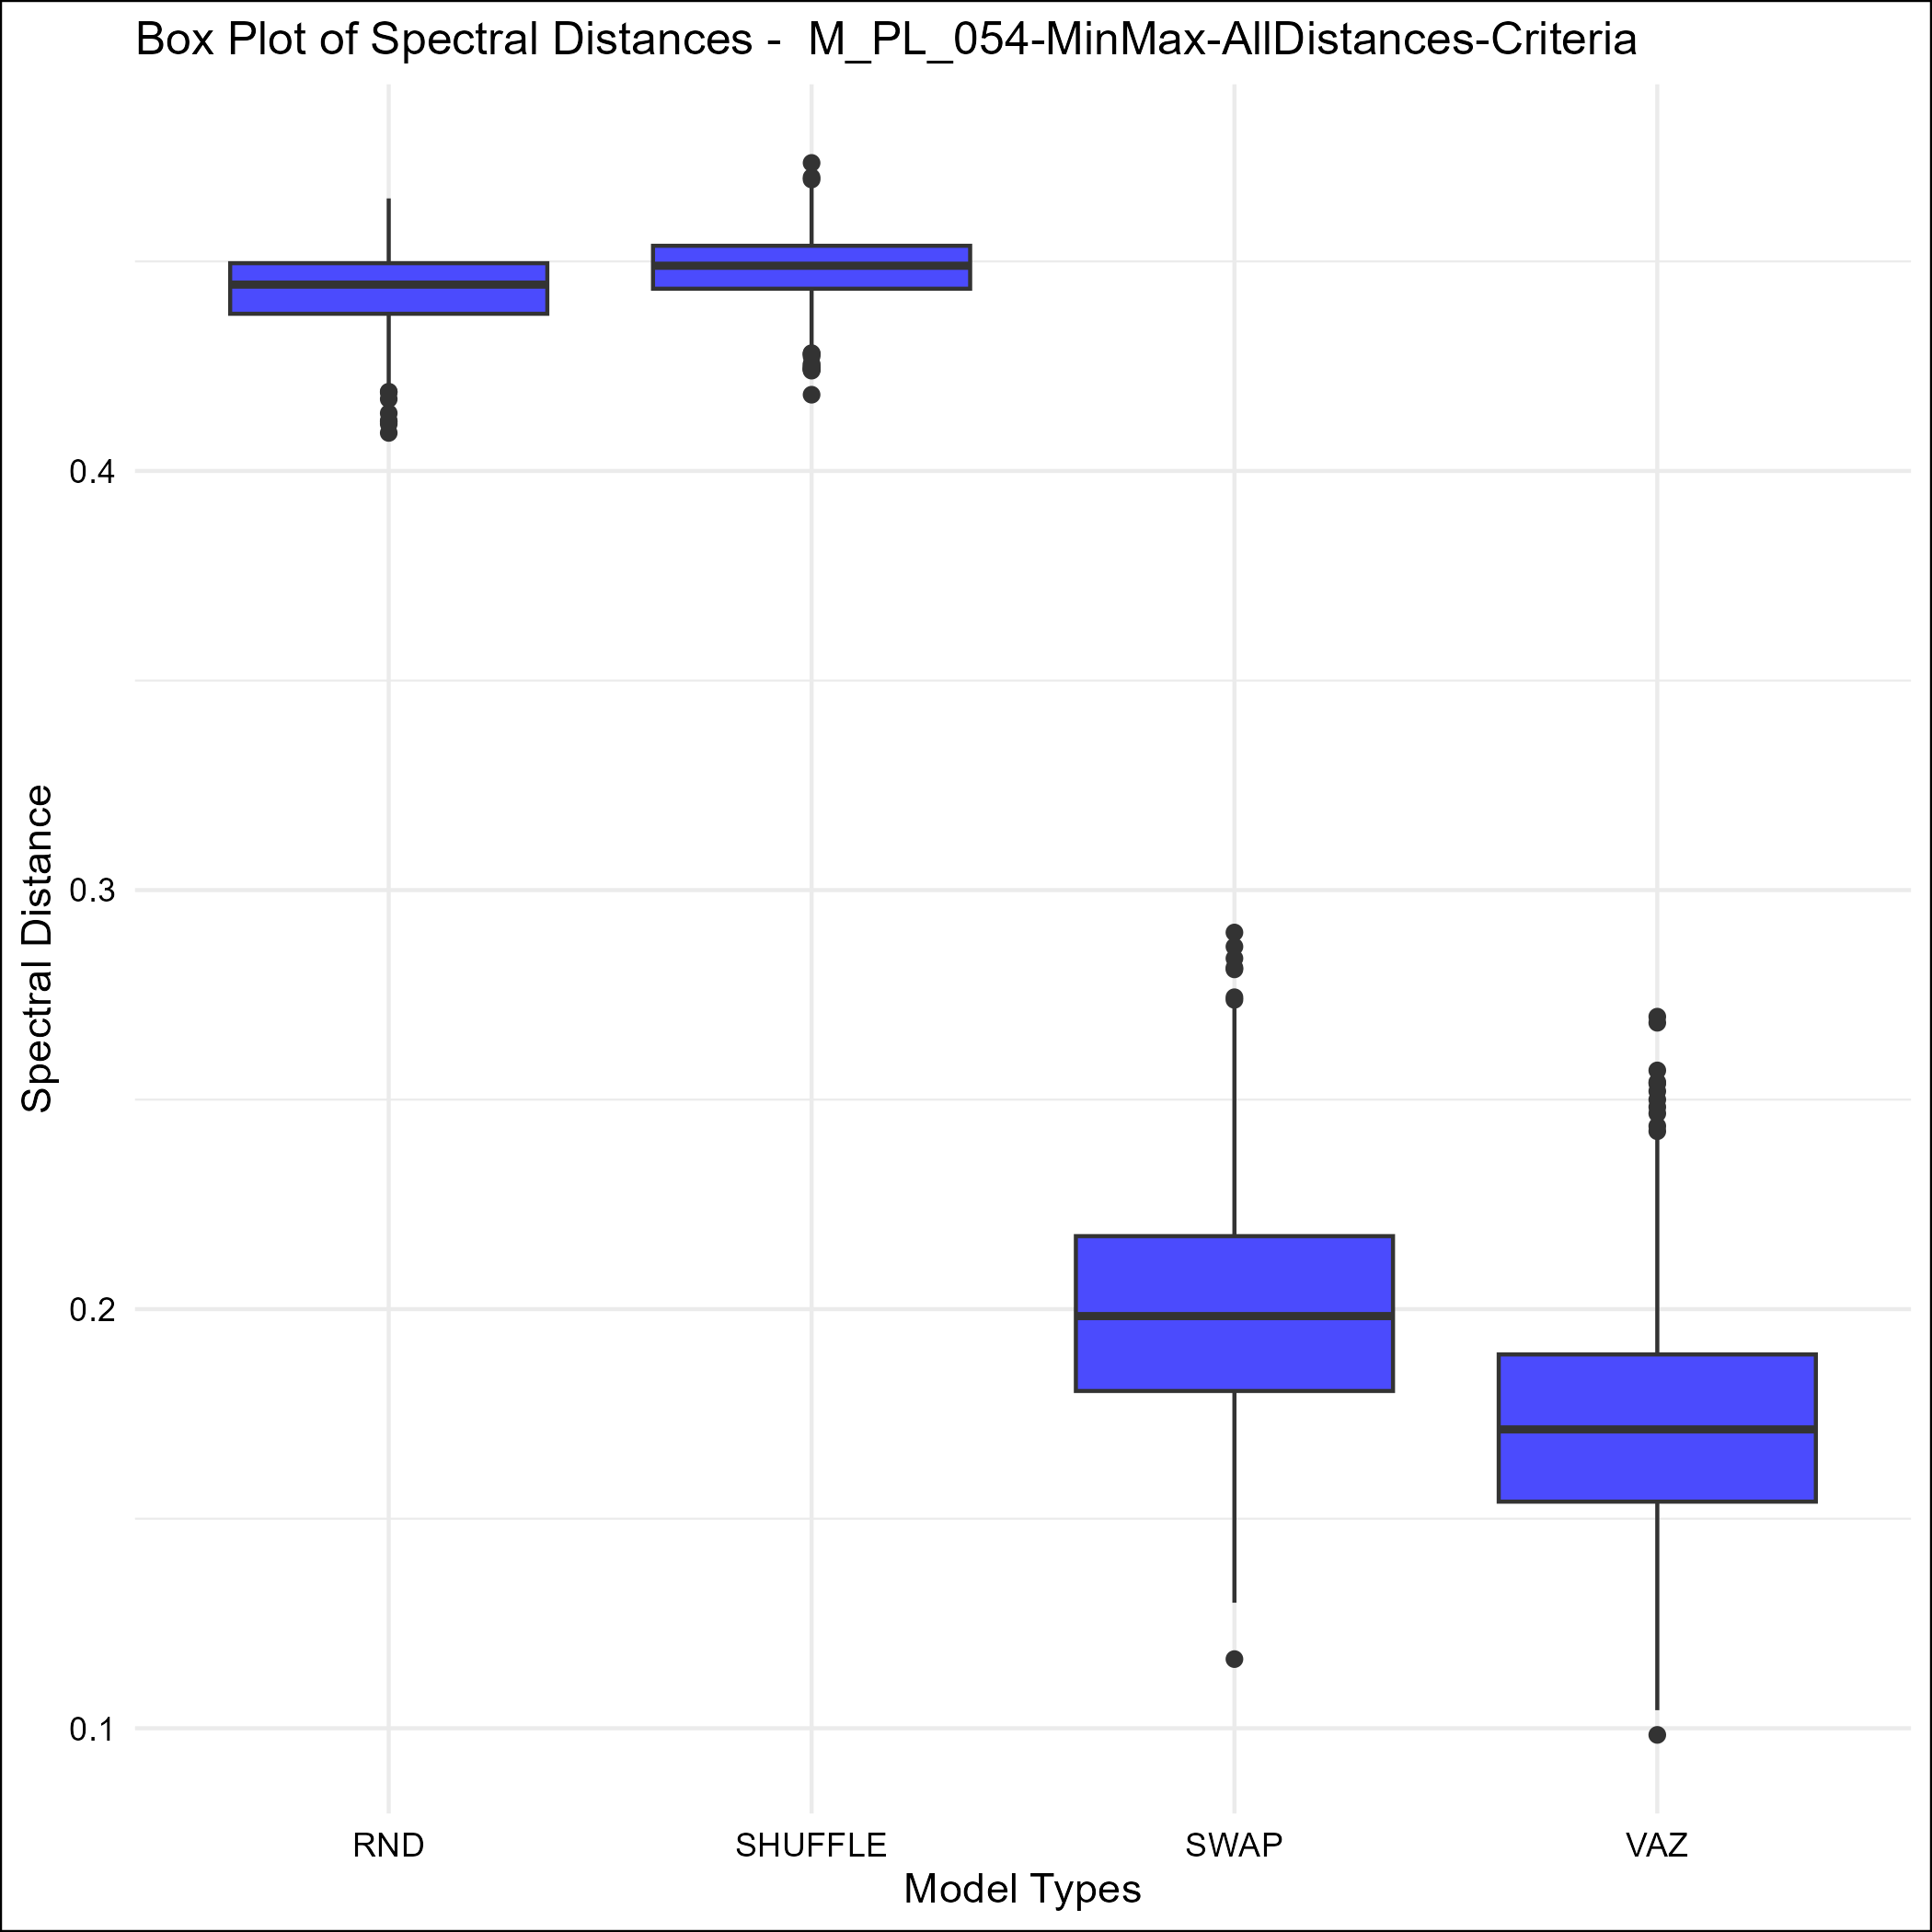 Box Plot of Spectral Distances -  M_PL_054-MinMax-AllDistances-Criteria
Spectral Distance
0.4
0.3
0.2
0.1
RND SHUFFLE SWAP VAZ
Model Types